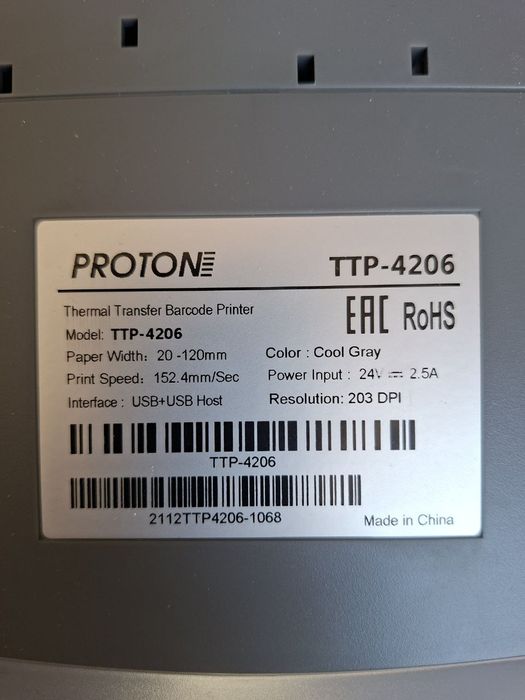 PROTON TTP-4206
Thermal Transfer Barcode Printer
EAC RoHS
Model: TTP-4206
Paper Width: 20 -120mm Color : Cool Gray
Print Speed: 152.4mm/Sec Power Input : 24V ⎓ 2.5A
Interface : USB+USB Host Resolution: 203 DPI
TTP-4206
2112TTP4206-1068
Made in China